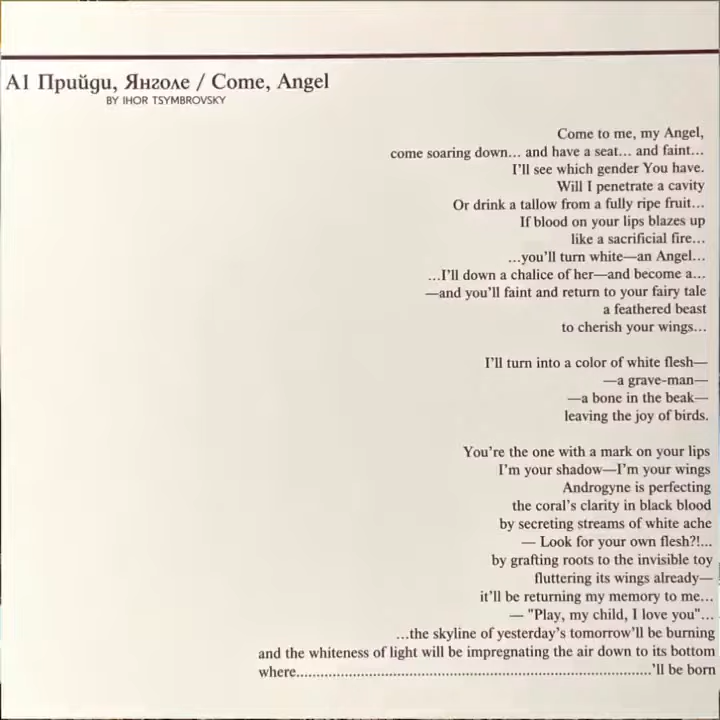 A1 Прийди, Янголе / Come, Angel
BY IHOR TSYMBROVSKY
Come to me, my Angel,
come soaring down... and have a seat... and faint...
I'll see which gender You have.
Will I penetrate a cavity
Or drink a tallow from a fully ripe fruit...
If blood on your lips blazes up
like a sacrificial fire...
...you'll turn white—an Angel...
...I'll down a chalice of her—and become a...
—and you'll faint and return to your fairy tale
a feathered beast
to cherish your wings...
I'll turn into a color of white flesh—
—a grave-man—
—a bone in the beak—
leaving the joy of birds.
You're the one with a mark on your lips
I'm your shadow—I'm your wings
Androgyne is perfecting
the coral's clarity in black blood
by secreting streams of white ache
— Look for your own flesh?!...
by grafting roots to the invisible toy
fluttering its wings already—
it'll be returning my memory to me...
— "Play, my child, I love you"...
...the skyline of yesterday's tomorrow'll be burning
and the whiteness of light will be impregnating the air down to its bottom
where....................................................................................'ll be born